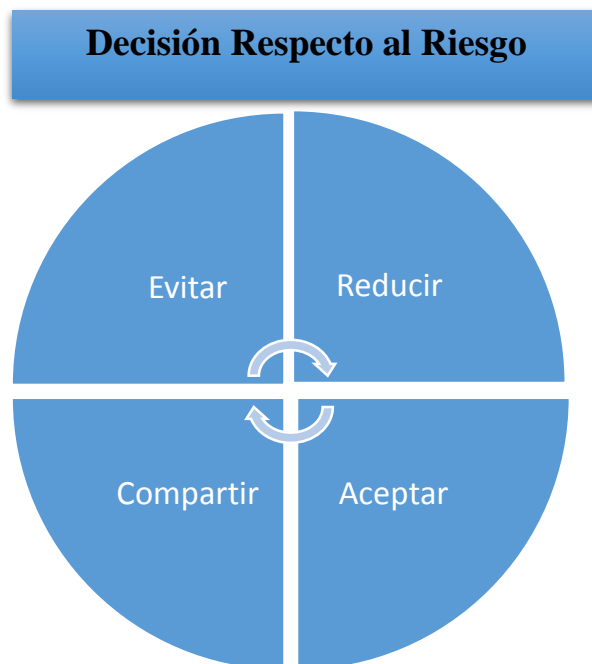 Decisión Respecto al Riesgo
Evitar
Reducir
Compartir
Aceptar